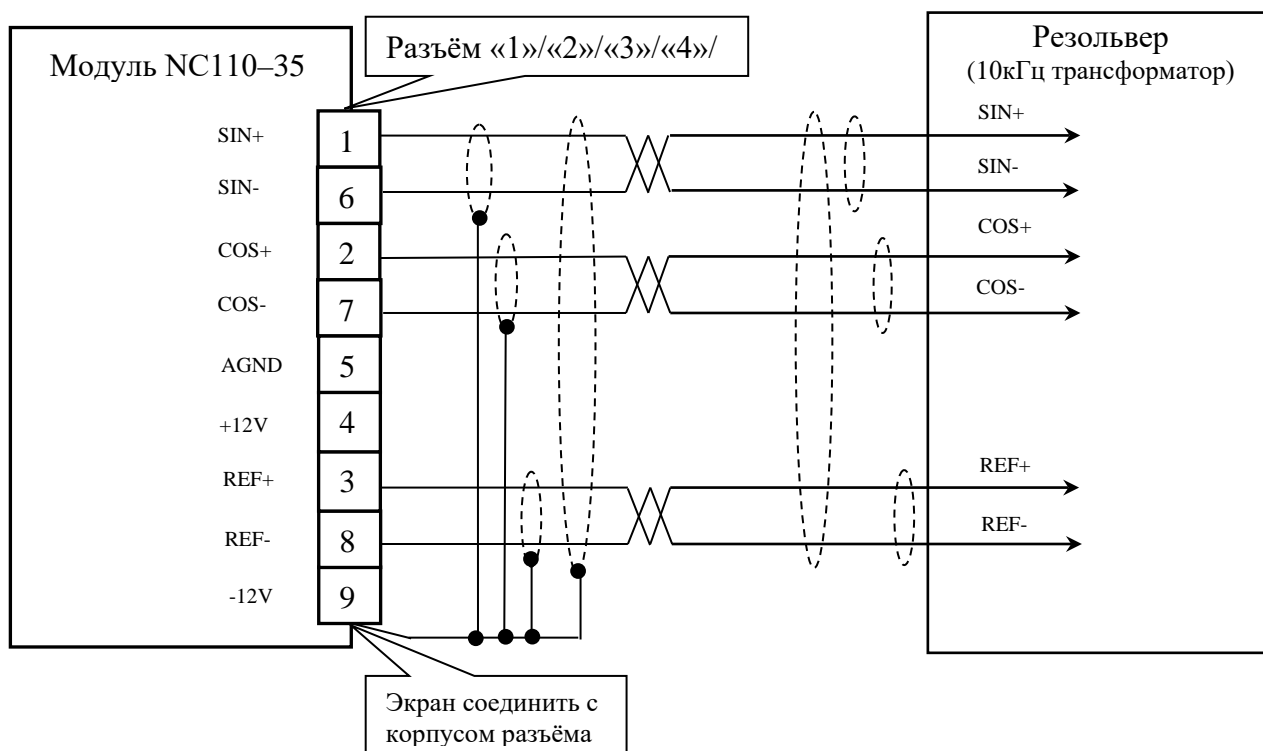 Модуль NC110–35
Разъём «1»/«2»/«3»/«4»/
Резольвер
(10кГц трансформатор)
SIN+
1
SIN+
SIN-
6
SIN-
COS+
2
COS+
COS-
7
COS-
AGND
5
+12V
4
REF+
3
REF+
REF-
8
REF-
-12V
9
Экран соединить с
корпусом разъёма